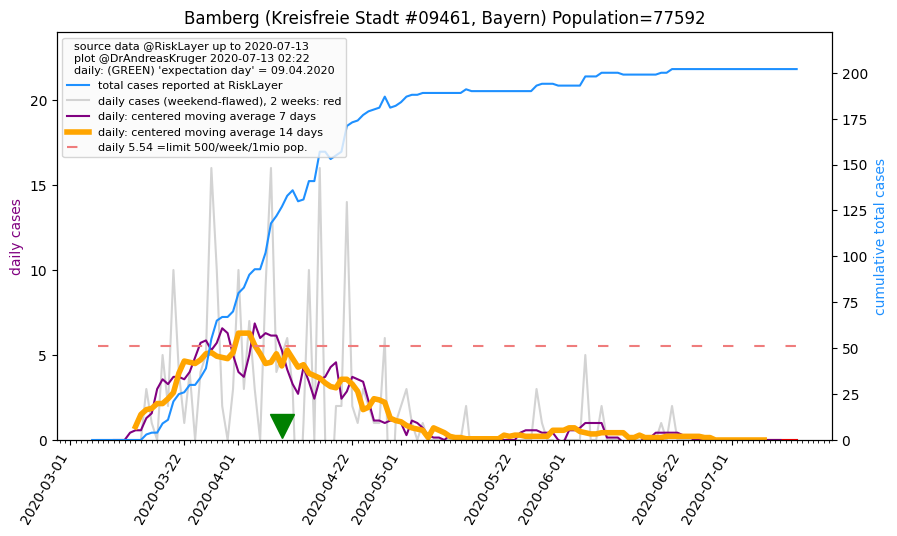 Bamberg (Kreisfreie Stadt #09461, Bayern) Population=77592
source data @RiskLayer up to 2020-07-13
plot @DrAndreasKruger 2020-07-13 02:22
daily: (GREEN) 'expectation day' = 09.04.2020
total cases reported at RiskLayer
daily cases (weekend-flawed), 2 weeks: red
daily: centered moving average 7 days
daily: centered moving average 14 days
daily 5.54 =limit 500/week/1mio pop.
daily cases
20
15
10
5
0
cumulative total cases
200
175
150
125
100
75
50
25
0
2020-03-01
2020-03-22
2020-04-01
2020-04-22
2020-05-01
2020-05-22
2020-06-01
2020-06-22
2020-07-01